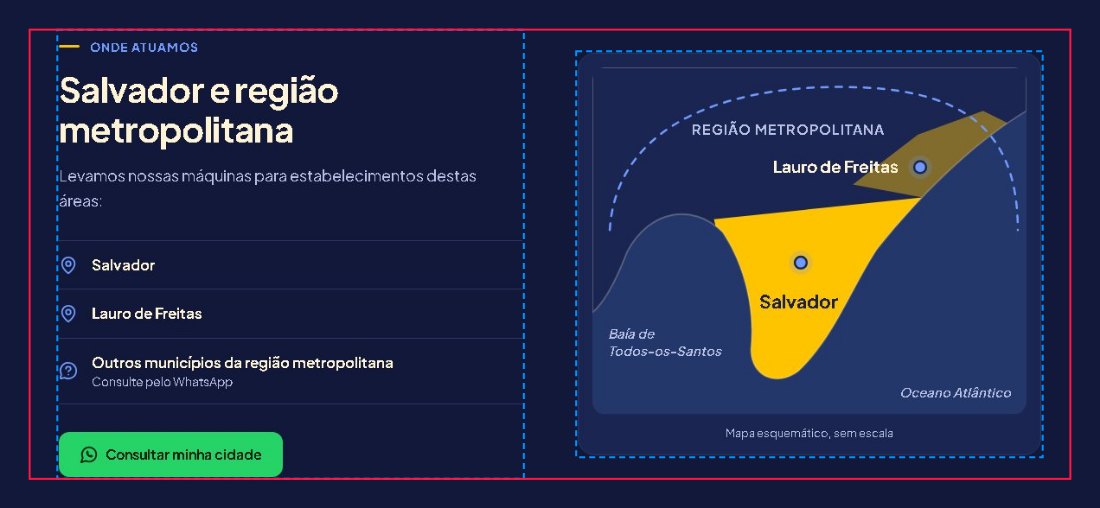 ONDE ATUAMOS
Salvador e região
metropolitana
Levamos nossas máquinas para estabelecimentos destas
áreas:
Salvador
Lauro de Freitas
Outros municípios da região metropolitana
Consulte pelo WhatsApp
Consultar minha cidade
REGIÃO METROPOLITANA
Lauro de Freitas
Salvador
Baía de
Todos-os-Santos
Oceano Atlântico
Mapa esquemático, sem escala